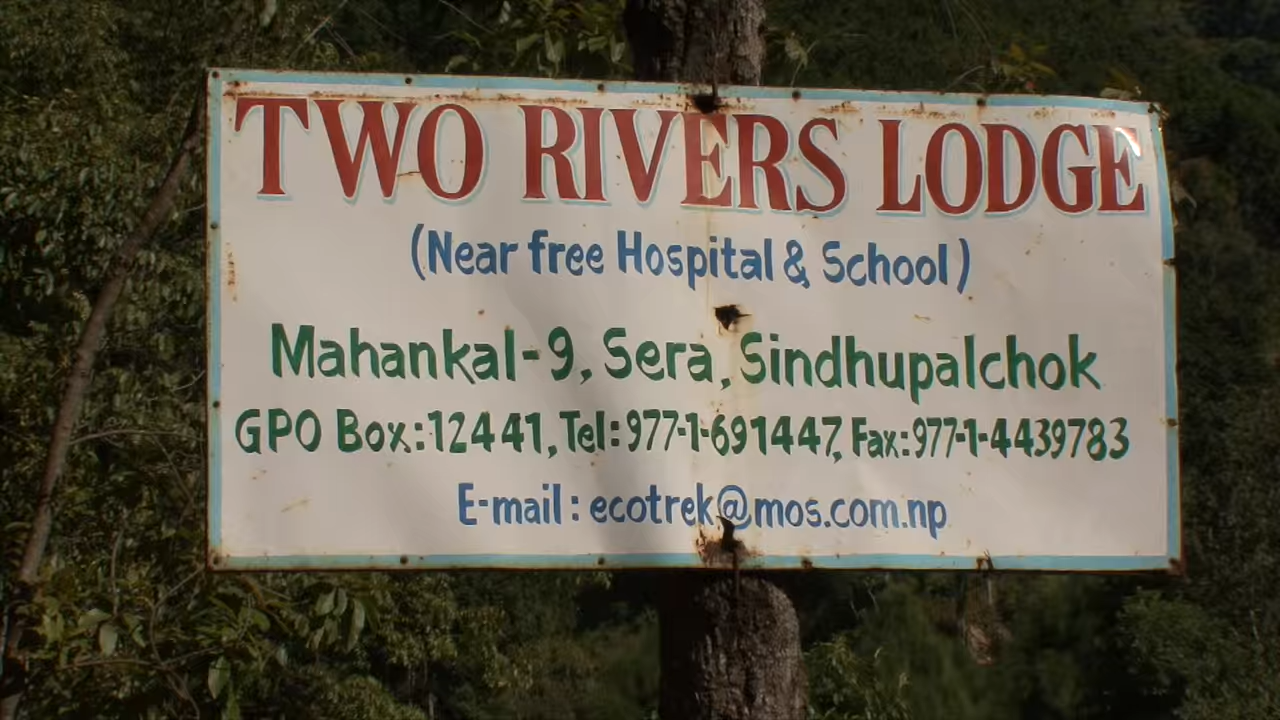 TWO RIVERS LODGE
(Near free Hospital & School)
Mahankal-9, Sera, Sindhupalchok
GPO Box:12441, Tel:977-1-691447, Fax:977-1-4439783
E-mail: ecotrek@mos.com.np